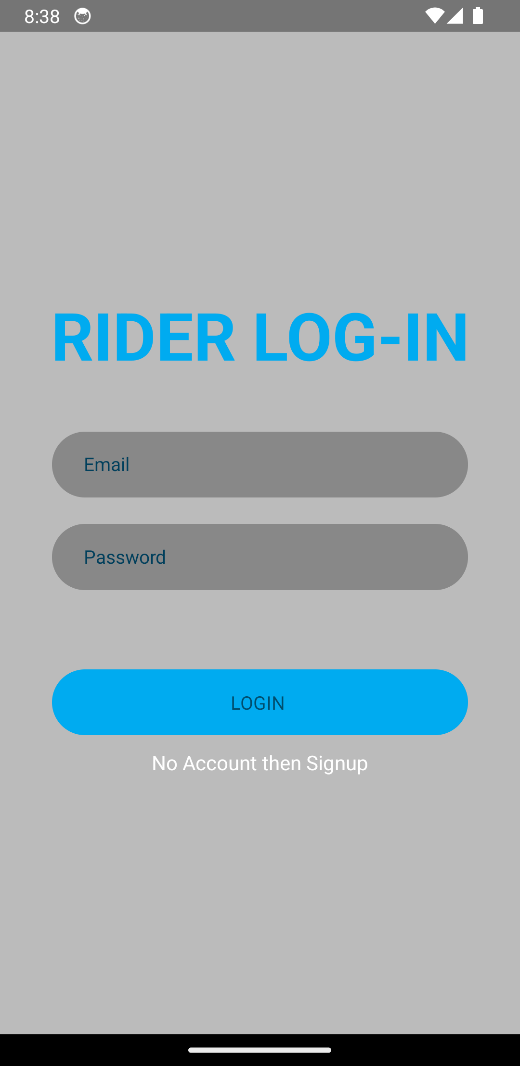 8:38
RIDER LOG-IN
Email
Password
LOGIN
No Account then Signup